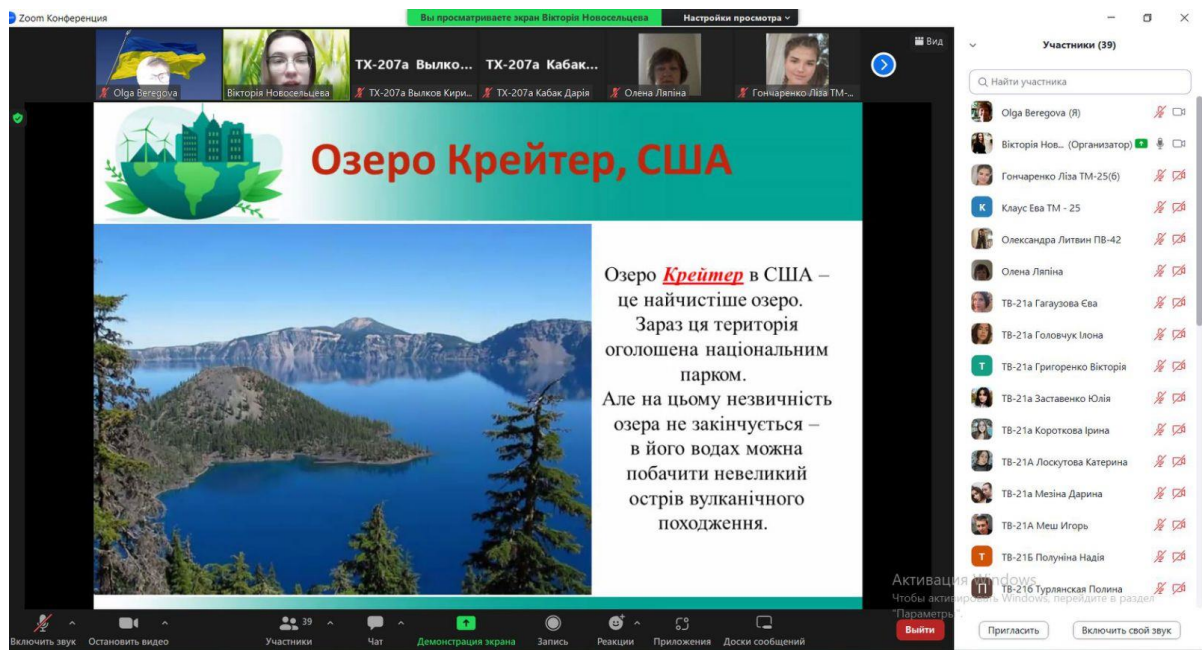 Zoom Конференция
Вы просматриваете экран Вікторія Новосельцева
Настройки просмотра
Вид
Olga Beregova
Вікторія Новосельцева
ТХ-207а Вылко...
ТХ-207а Вылков Кири...
ТХ-207а Кабак...
ТХ-207а Кабак Дарія
Олена Ляпіна
Гончаренко Ліза ТМ-...
Озеро Крейтер, США
Озеро Крейтер в США –
це найчистіше озеро.
Зараз ця територія
оголошена національним
парком.
Але на цьому незвичність
озера не закінчується –
в його водах можна
побачити невеликий
острів вулканічного
походження.
Участники (39)
Найти участника
Olga Beregova (Я)
Вікторія Нов... (Организатор)
Гончаренко Ліза ТМ-25(6)
К
Клаус Ева ТМ - 25
Олександра Литвин ПВ-42
Олена Ляпіна
ТВ-21а Гагаузова Єва
ТВ-21а Головчук Ілона
Т
ТВ-21а Григоренко Вікторія
ТВ-21а Заставенко Юлія
ТВ-21а Короткова Ірина
ТВ-21А Лоскутова Катерина
ТВ-21а Мезіна Дарина
ТВ-21А Меш Игорь
Т
ТВ-21Б Полуніна Надія
П
ТВ-216 Турлянская Полина
Активация Windows
Чтобы активировать Windows, перейдите в раздел
"Параметры".
Пригласить
Включить свой звук
Включить звук
Остановить видео
39
Участники
Чат
Демонстрация экрана
Запись
Реакции
Приложения
Доски сообщений
Выйти